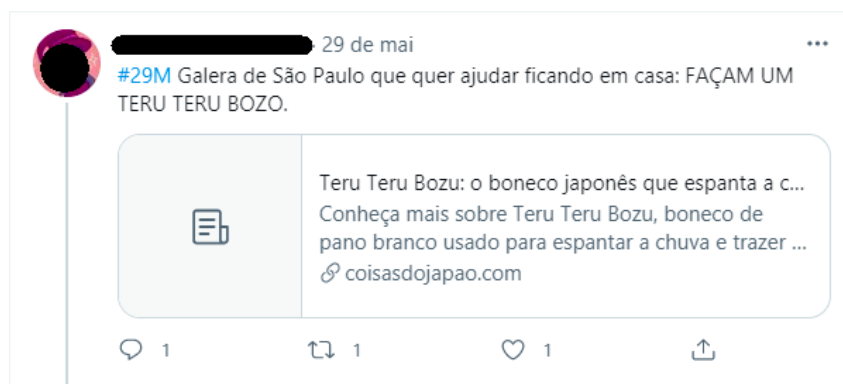 29 de mai
#29M Galera de São Paulo que quer ajudar ficando em casa: FAÇAM UM
TERU TERU BOZO.
Teru Teru Bozu: o boneco japonês que espanta a c...
Conheça mais sobre Teru Teru Bozu, boneco de
pano branco usado para espantar a chuva e trazer ...
coisasdojapao.com
1 1 1